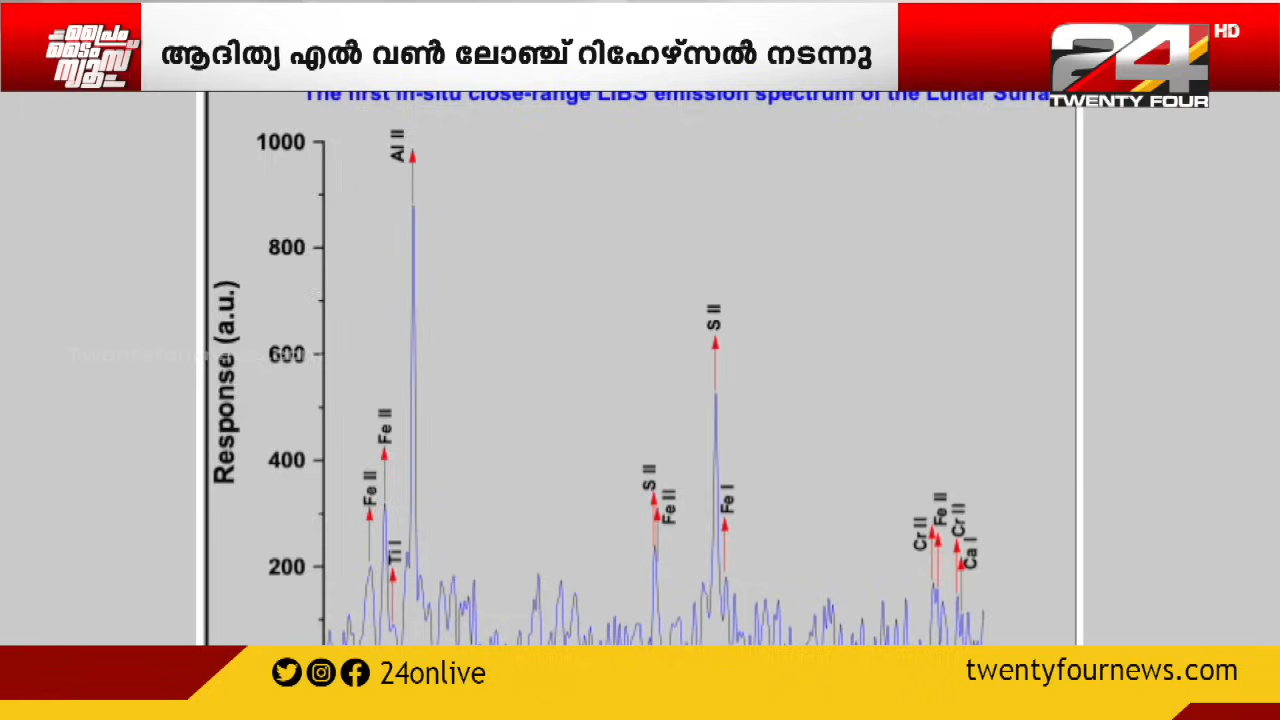 പ്രൈം
ടൈം
ന്യൂസ്
ആദിത്യ എൽ വൺ ലോഞ്ച് റിഹേഴ്സൽ നടന്നു
24
HD
TWENTY FOUR
The first in-situ close-range LIBS emission spectrum of the Lunar
Response (a.u.)
1000
800
600
400
200
Fe II
Fe II
Ti I
Al II
S II
Fe II
S II
Fe I
Cr II
Fe II
Cr II
Ca I
24onlive
twentyfournews.com